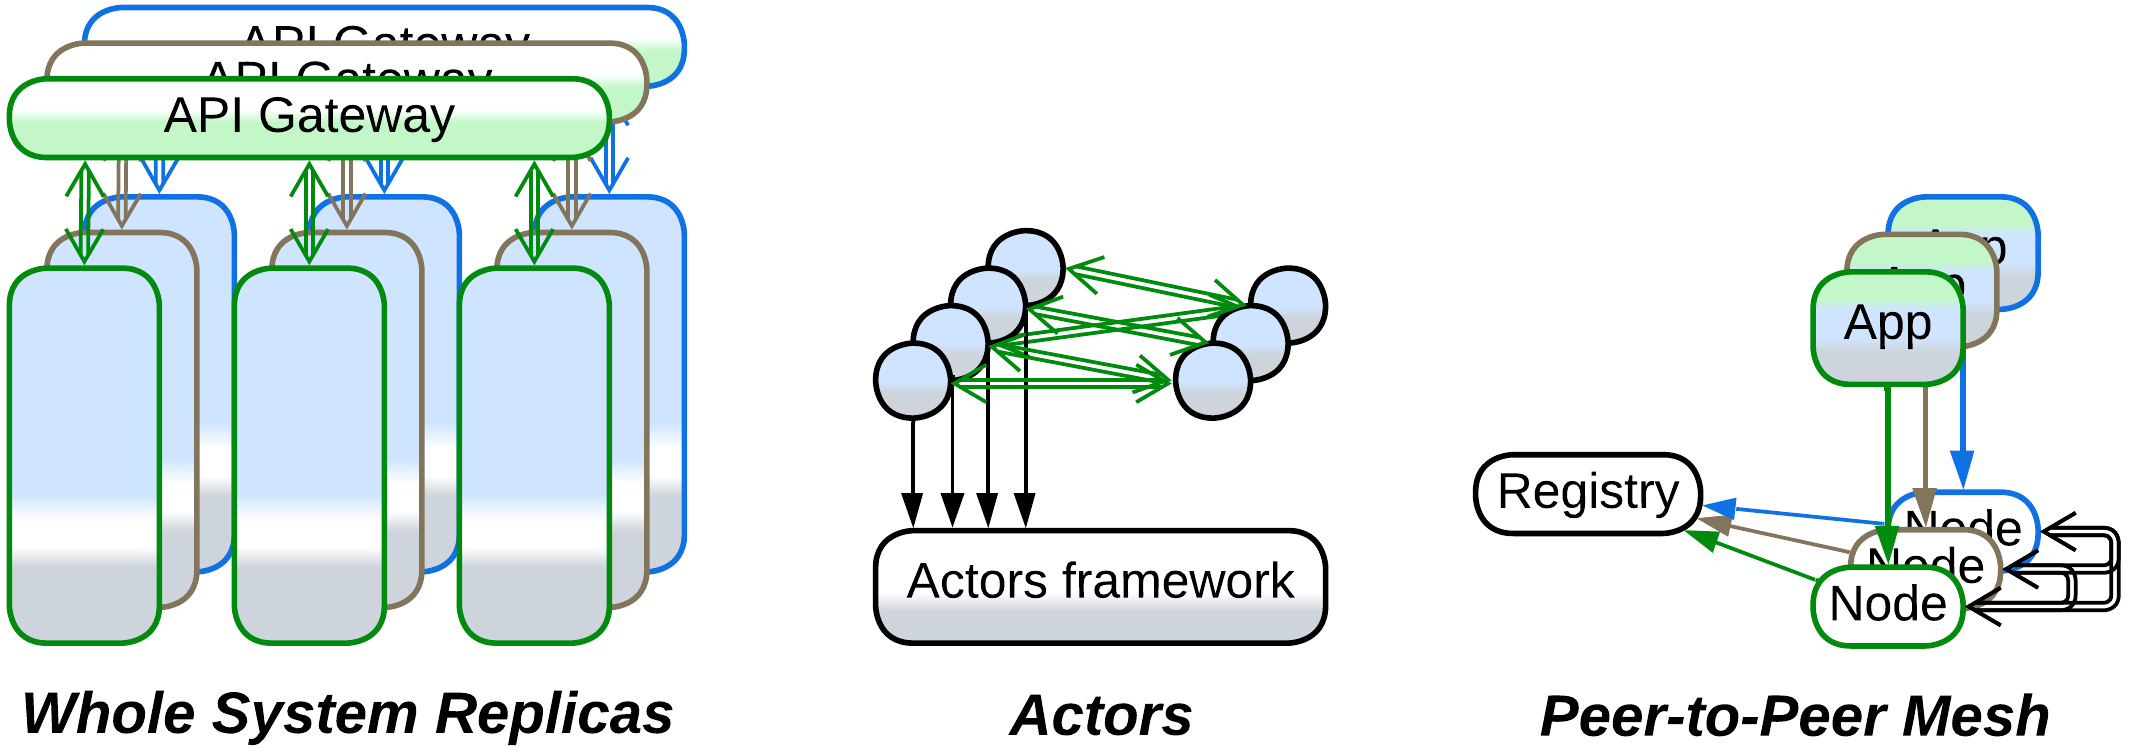 API Gateway
API Gateway
API Gateway
App
App
App
Registry
Node
Node
Node
Actors framework
Whole System Replicas
Actors
Peer-to-Peer Mesh